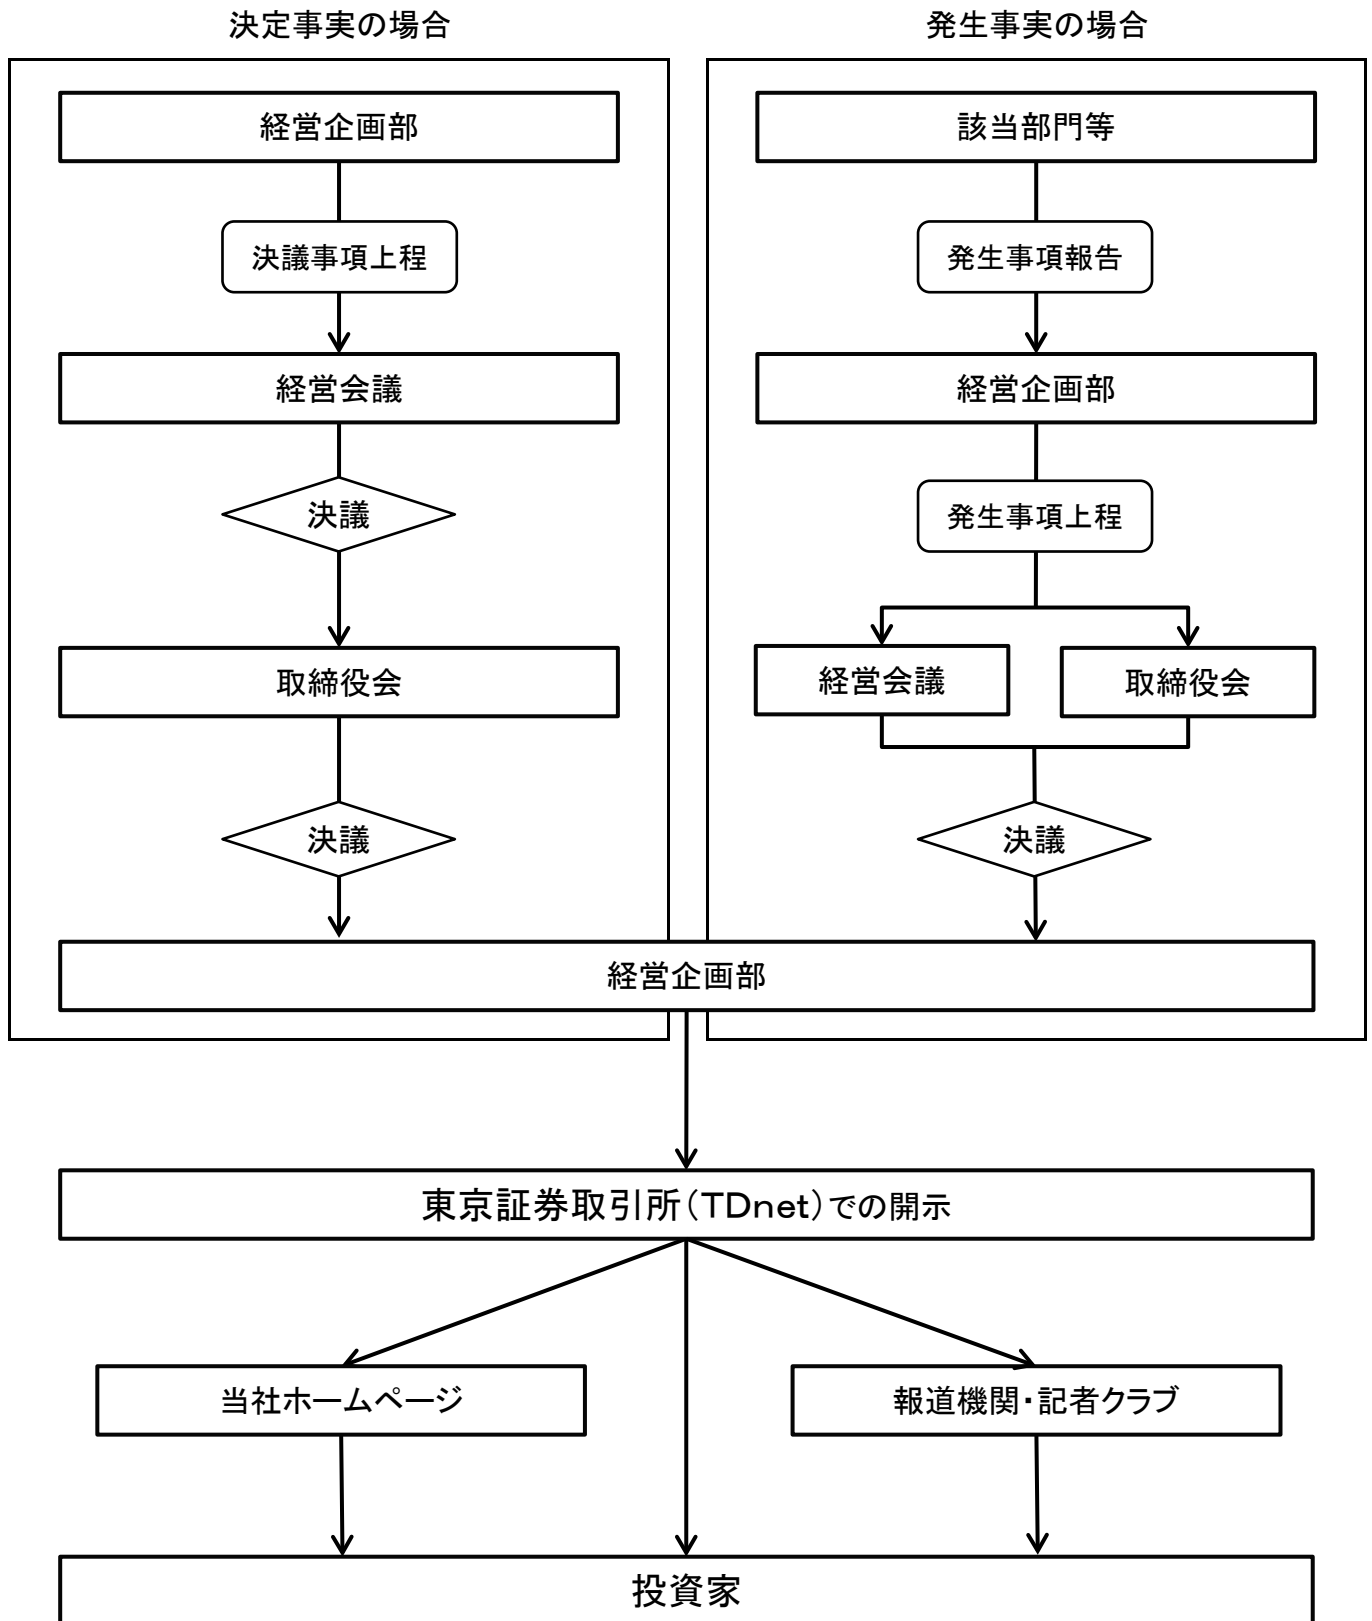 決定事実の場合
経営企画部
決議事項上程
経営会議
決議
取締役会
決議
発生事実の場合
該当部門等
発生事項報告
経営企画部
発生事項上程
経営会議
取締役会
決議
経営企画部
東京証券取引所（TDnet）での開示
当社ホームページ
報道機関・記者クラブ
投資家